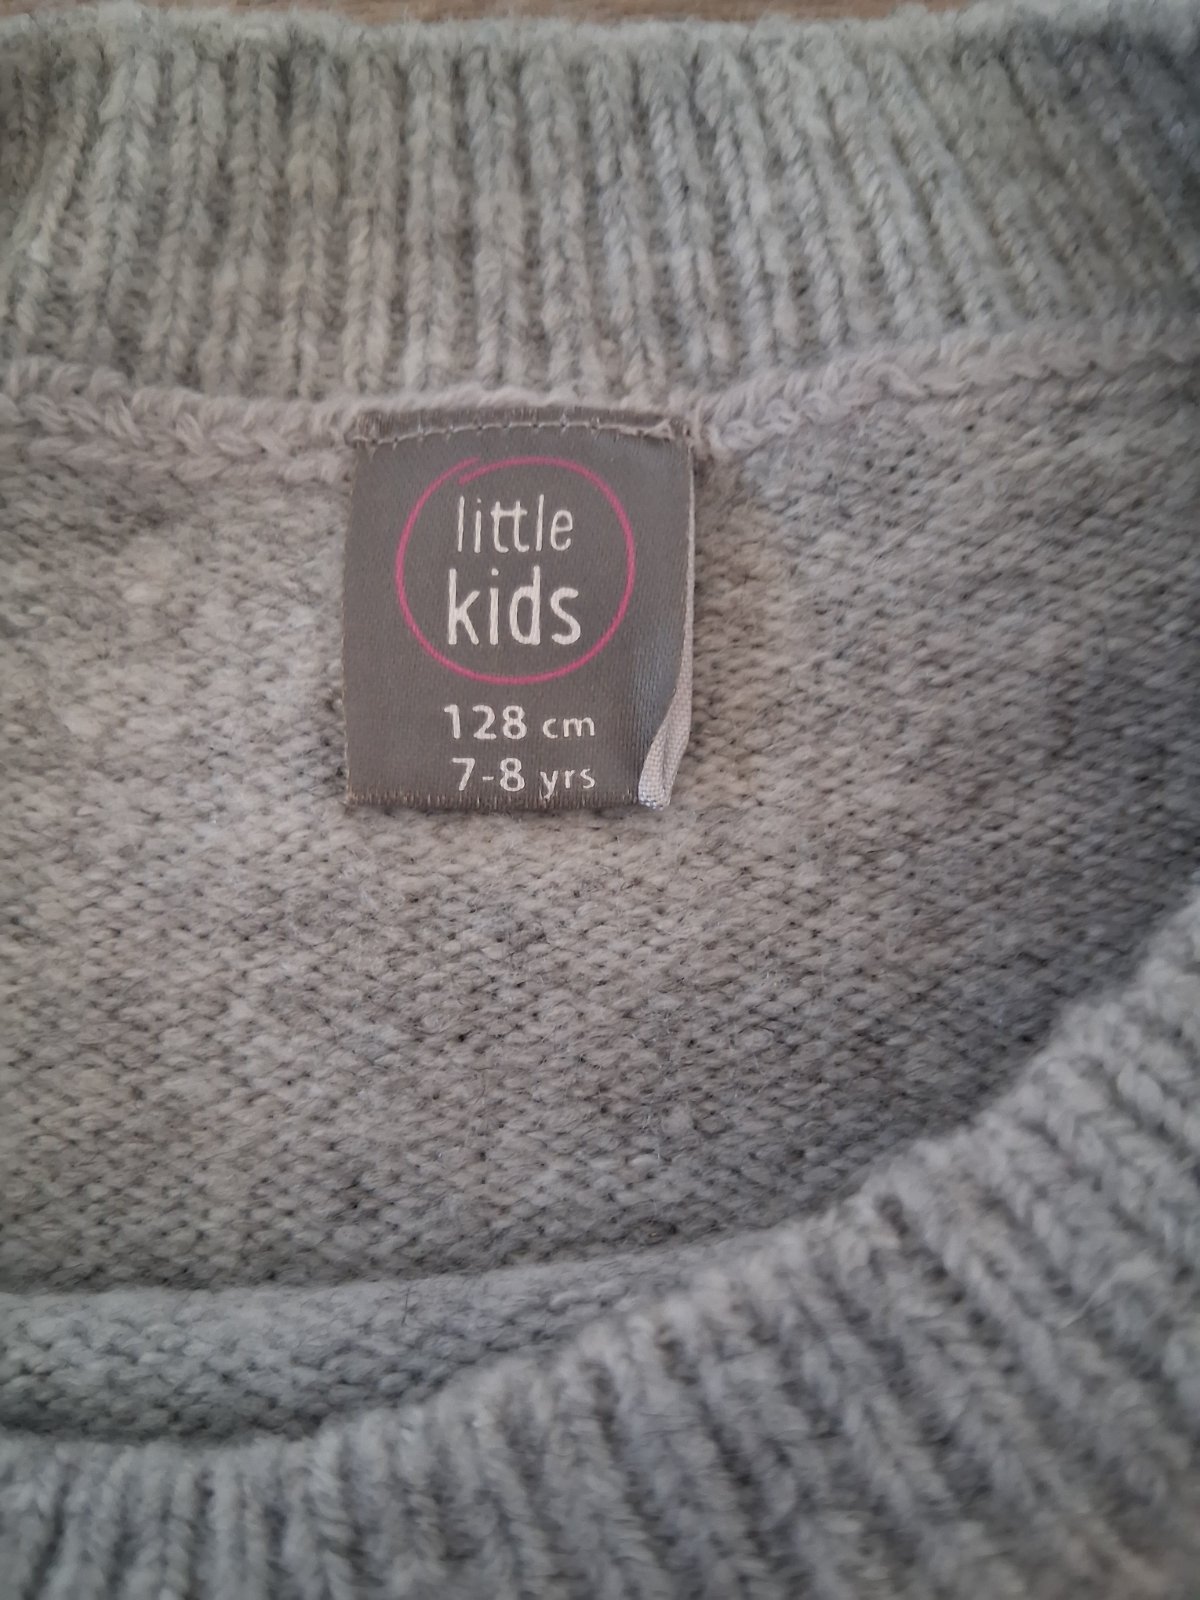 little
kids
128 cm
7-8 yrs